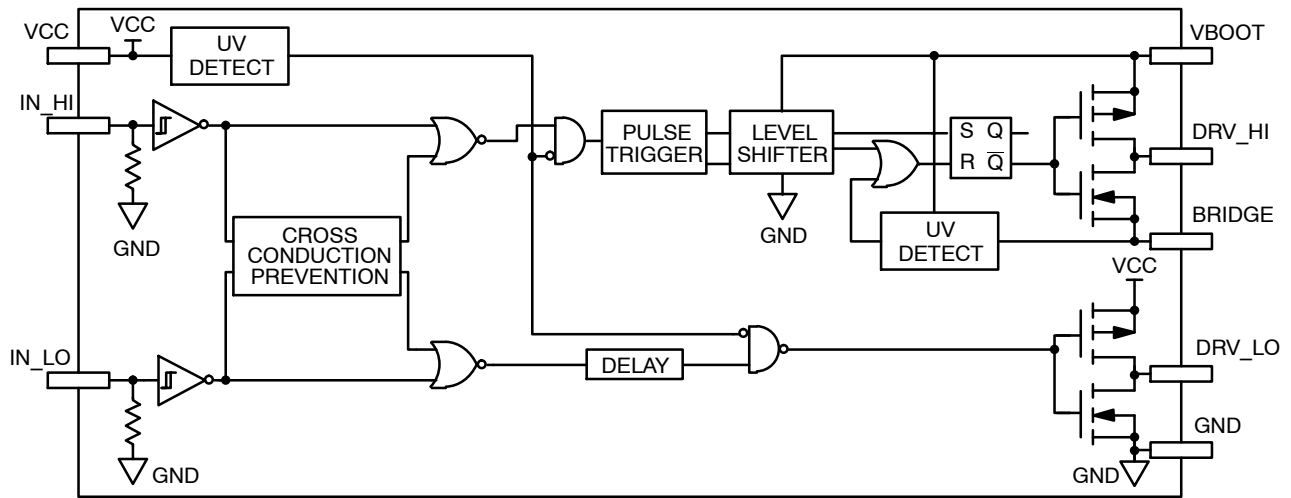 VCC
VCC
UV
DETECT
VBOOT
IN_HI
PULSE
TRIGGER
LEVEL
SHIFTER
S Q
R Q̅
DRV_HI
GND
GND
UV
DETECT
BRIDGE
CROSS
CONDUCTION
PREVENTION
VCC
IN_LO
DELAY
DRV_LO
GND
GND
GND